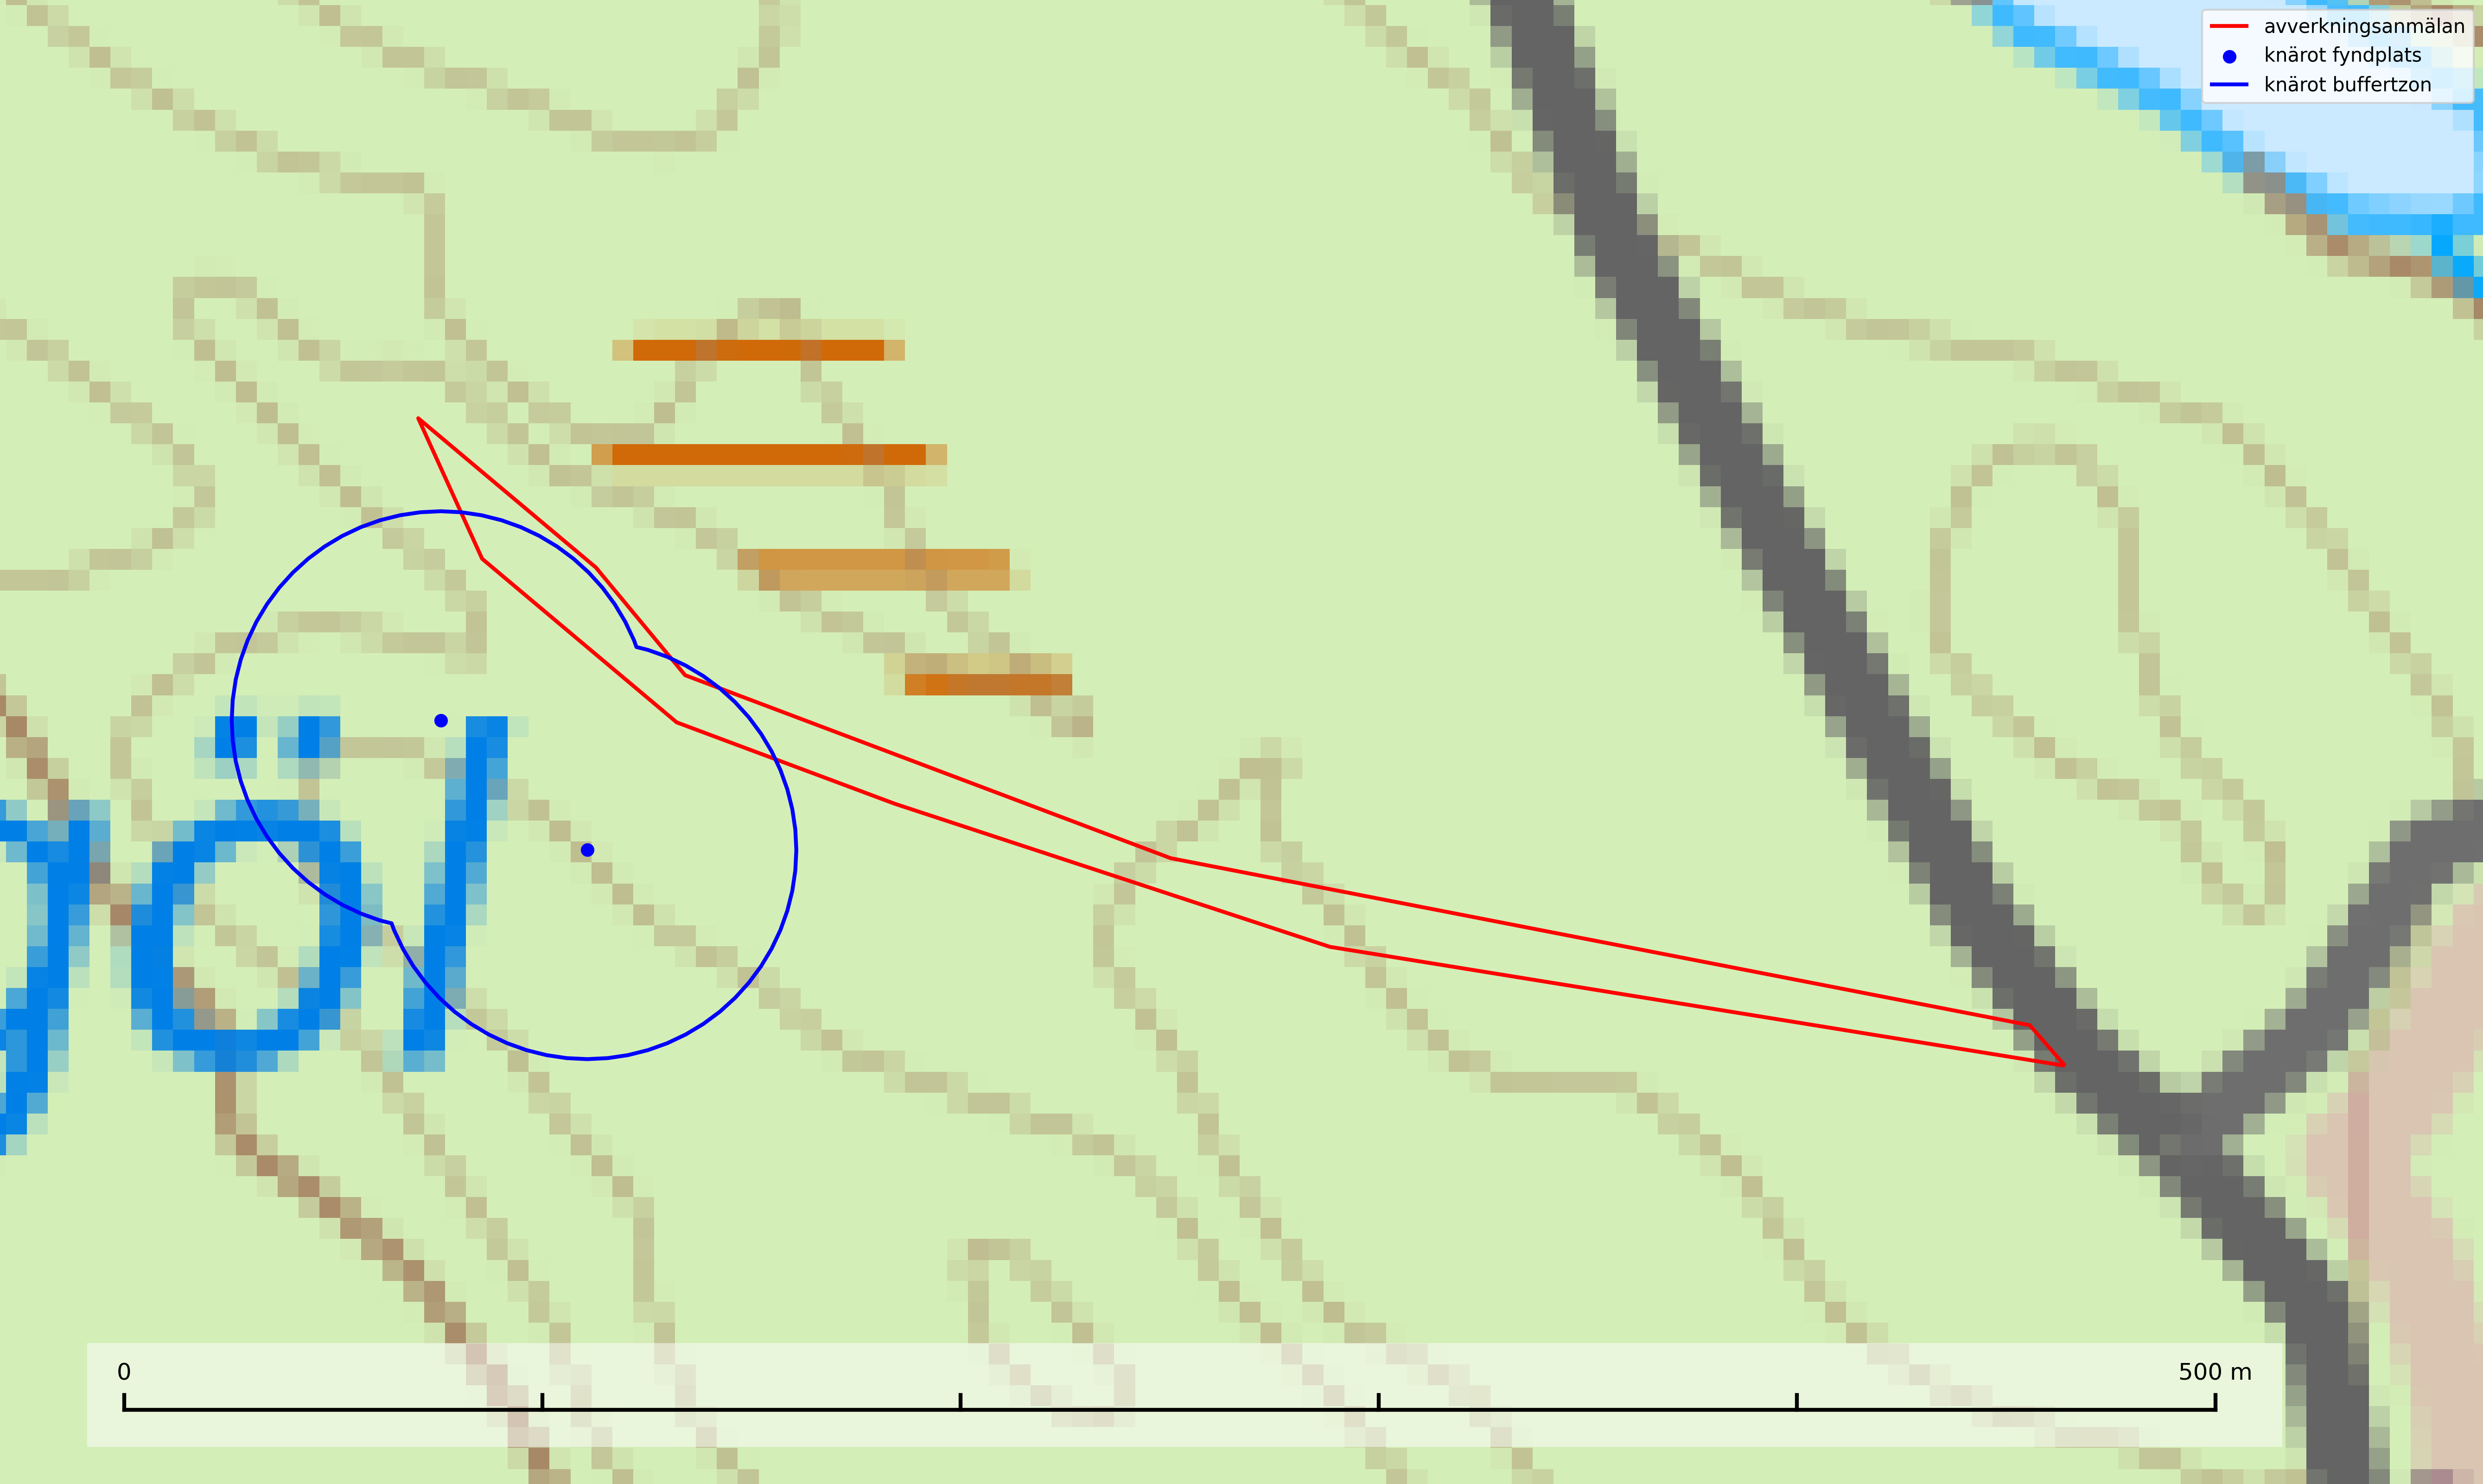 avverkningsanmälan
knärot fyndplats
knärot buffertzon
0 500 m